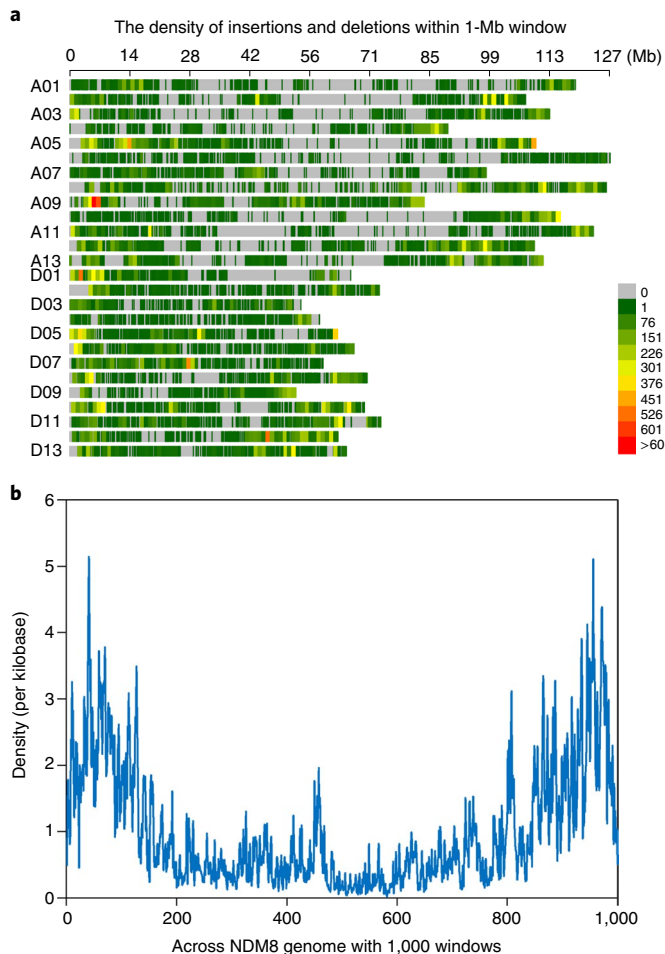 a
The density of insertions and deletions within 1-Mb window
0 14 28 42 56 71 85 99 113 127 (Mb)
A01
A03
A05
A07
A09
A11
A13
D01
D03
D05
D07
D09
D11
D13
0
1
76
151
226
301
376
451
526
601
>60
b
6
5
4
3
2
1
0
Density (per kilobase)
0 200 400 600 800 1,000
Across NDM8 genome with 1,000 windows